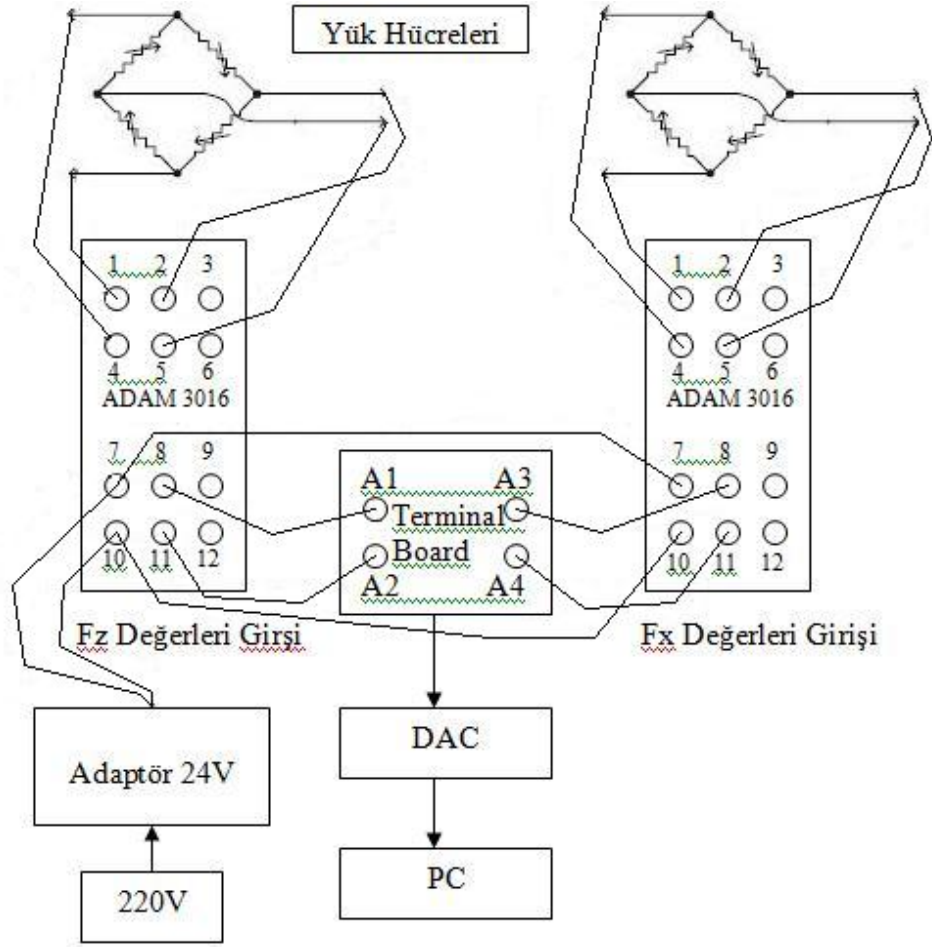 Yük Hücreleri
1 2 3
4 5 6
ADAM 3016
7 8 9
10 11 12
Fz Değerleri Girşi
1 2 3
4 5 6
ADAM 3016
7 8 9
10 11 12
Fx Değerleri Girişi
A1 A3
Terminal
Board
A2 A4
DAC
PC
Adaptör 24V
220V